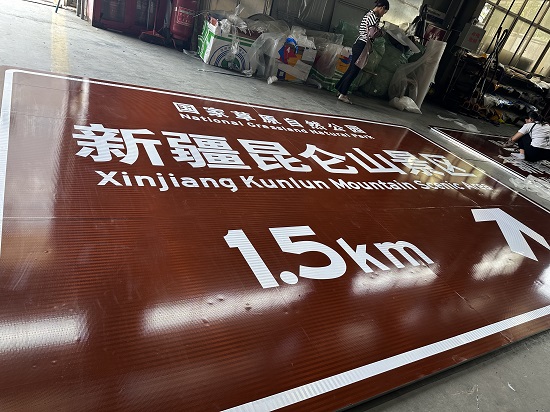 国家草原自然公园
National Grassland Natural Park
新疆昆仑山景区
Xinjiang Kunlun Mountain Scenic Area
1.5km